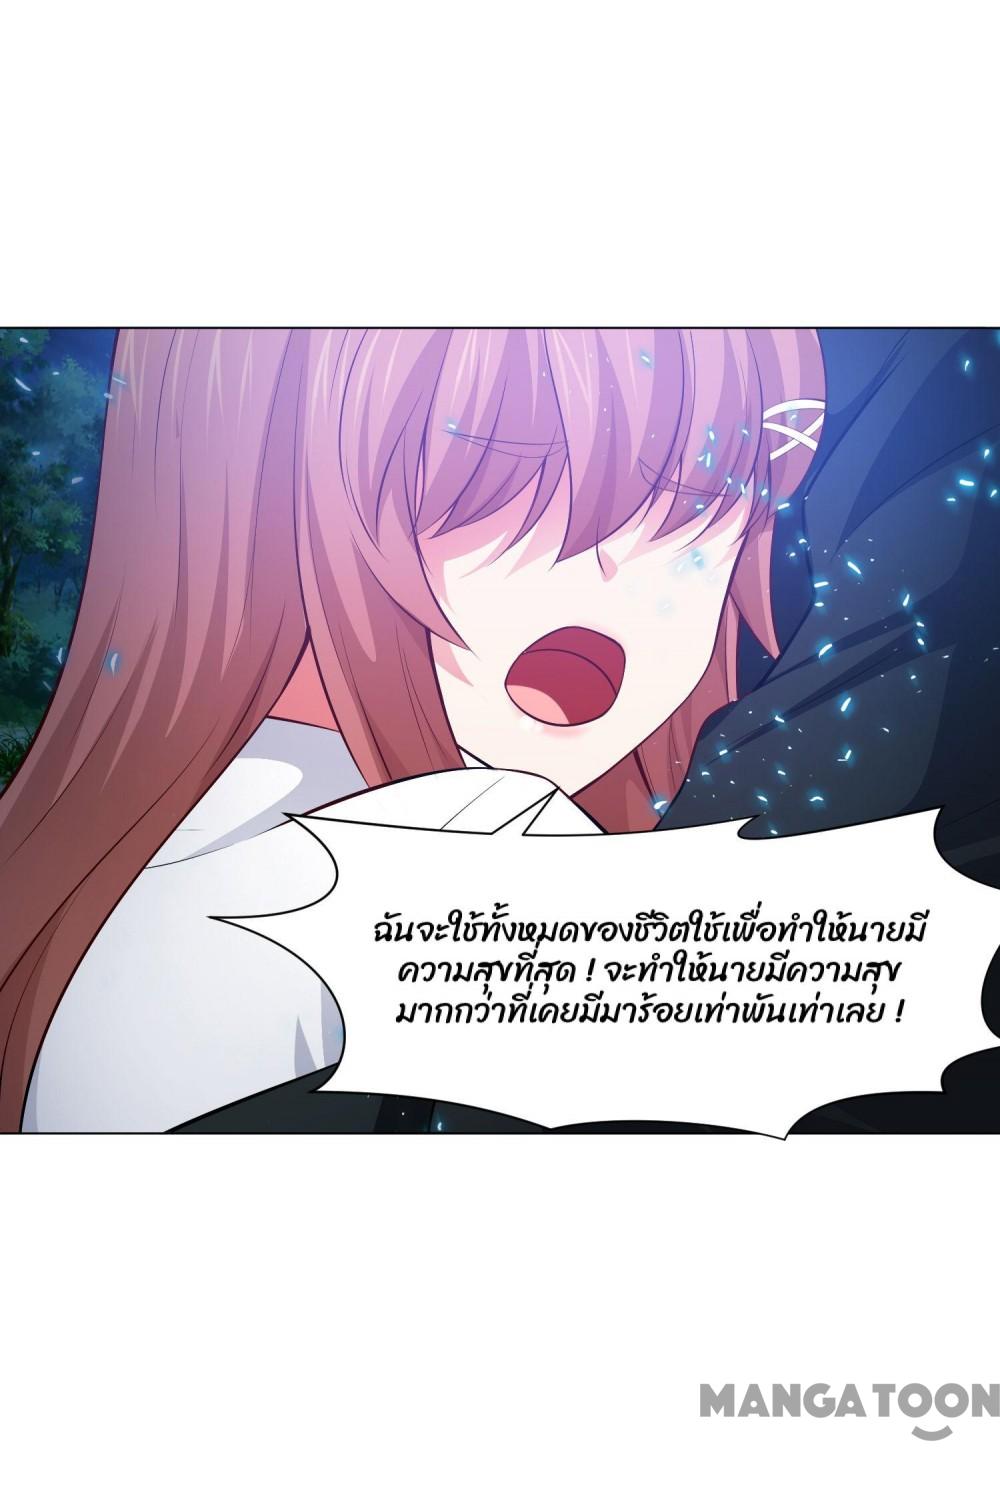 ฉันจะใช้ทั้งหมดของชีวิตใช้เพื่อทำให้นายมี
ความสุขที่สุด ! จะทำให้นายมีความสุข
มากกว่าที่เคยมีมาร้อยเท่าพันเท่าเลย !
MANGATOON